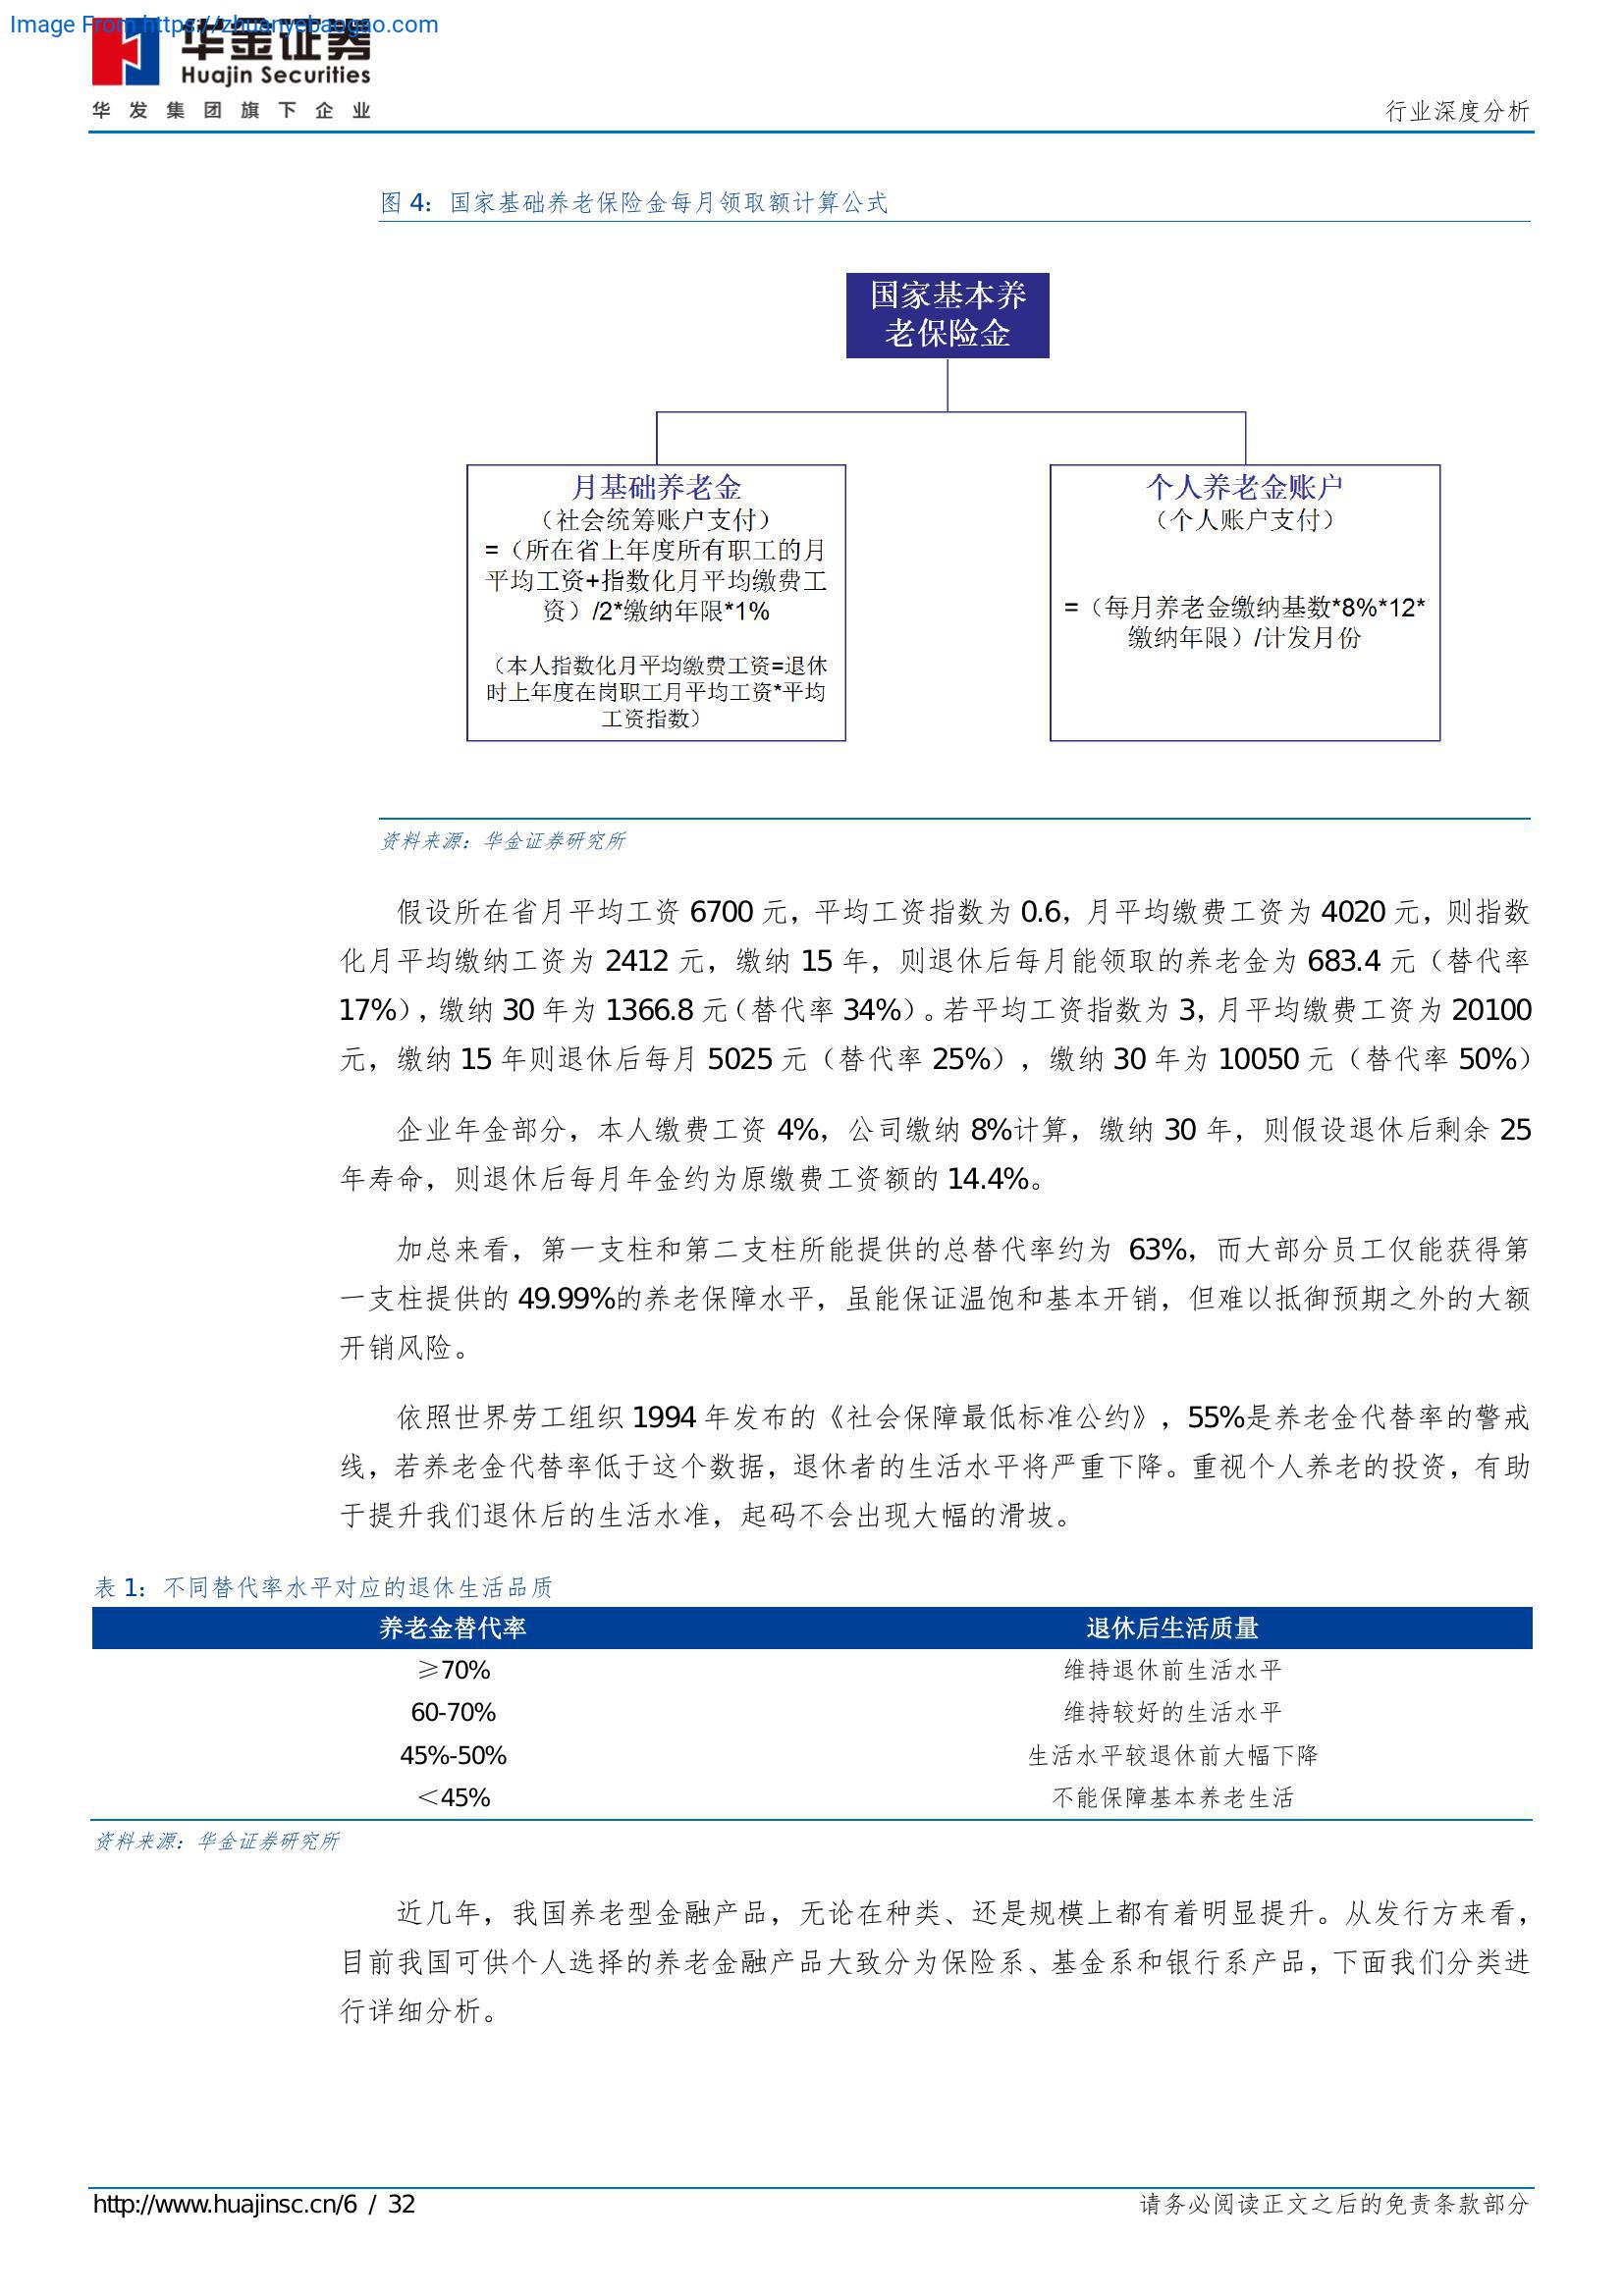 Image From https://zhuanyebaogao.com
华金证券
Huajin Securities
华发集团旗下企业
行业深度分析
图 4：国家基础养老保险金每月领取额计算公式
国家基本养
老保险金
月基础养老金
（社会统筹账户支付）
=（所在省上年度所有职工的月
平均工资+指数化月平均缴费工
资）/2*缴纳年限*1%
（本人指数化月平均缴费工资=退休
时上年度在岗职工月平均工资*平均
工资指数）
个人养老金账户
（个人账户支付）
=（每月养老金缴纳基数*8%*12*
缴纳年限）/计发月份
资料来源：华金证券研究所
假设所在省月平均工资 6700 元，平均工资指数为 0.6，月平均缴费工资为 4020 元，则指数
化月平均缴纳工资为 2412 元，缴纳 15 年，则退休后每月能领取的养老金为 683.4 元（替代率
17%），缴纳 30 年为 1366.8 元（替代率 34%）。若平均工资指数为 3，月平均缴费工资为 20100
元，缴纳 15 年则退休后每月 5025 元（替代率 25%），缴纳 30 年为 10050 元（替代率 50%）
企业年金部分，本人缴费工资 4%，公司缴纳 8%计算，缴纳 30 年，则假设退休后剩余 25
年寿命，则退休后每月年金约为原缴费工资额的 14.4%。
加总来看，第一支柱和第二支柱所能提供的总替代率约为 63%，而大部分员工仅能获得第
一支柱提供的 49.99%的养老保障水平，虽能保证温饱和基本开销，但难以抵御预期之外的大额
开销风险。
依照世界劳工组织 1994 年发布的《社会保障最低标准公约》，55%是养老金代替率的警戒
线，若养老金代替率低于这个数据，退休者的生活水平将严重下降。重视个人养老的投资，有助
于提升我们退休后的生活水准，起码不会出现大幅的滑坡。
表 1：不同替代率水平对应的退休生活品质
养老金替代率 退休后生活质量
≥70% 维持退休前生活水平
60-70% 维持较好的生活水平
45%-50% 生活水平较退休前大幅下降
＜45% 不能保障基本养老生活
资料来源：华金证券研究所
近几年，我国养老型金融产品，无论在种类、还是规模上都有着明显提升。从发行方来看，
目前我国可供个人选择的养老金融产品大致分为保险系、基金系和银行系产品，下面我们分类进
行详细分析。
http://www.huajinsc.cn/6 / 32
请务必阅读正文之后的免责条款部分